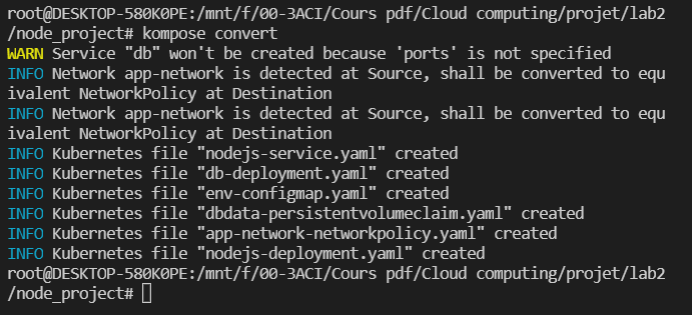 root@DESKTOP-580K0PE:/mnt/f/00-3ACI/Cours pdf/Cloud computing/projet/lab2
/node_project# kompose convert
WARN Service "db" won't be created because 'ports' is not specified
INFO Network app-network is detected at Source, shall be converted to equ
ivalent NetworkPolicy at Destination
INFO Network app-network is detected at Source, shall be converted to equ
ivalent NetworkPolicy at Destination
INFO Kubernetes file "nodejs-service.yaml" created
INFO Kubernetes file "db-deployment.yaml" created
INFO Kubernetes file "env-configmap.yaml" created
INFO Kubernetes file "dbdata-persistentvolumeclaim.yaml" created
INFO Kubernetes file "app-network-networkpolicy.yaml" created
INFO Kubernetes file "nodejs-deployment.yaml" created
root@DESKTOP-580K0PE:/mnt/f/00-3ACI/Cours pdf/Cloud computing/projet/lab2
/node_project#